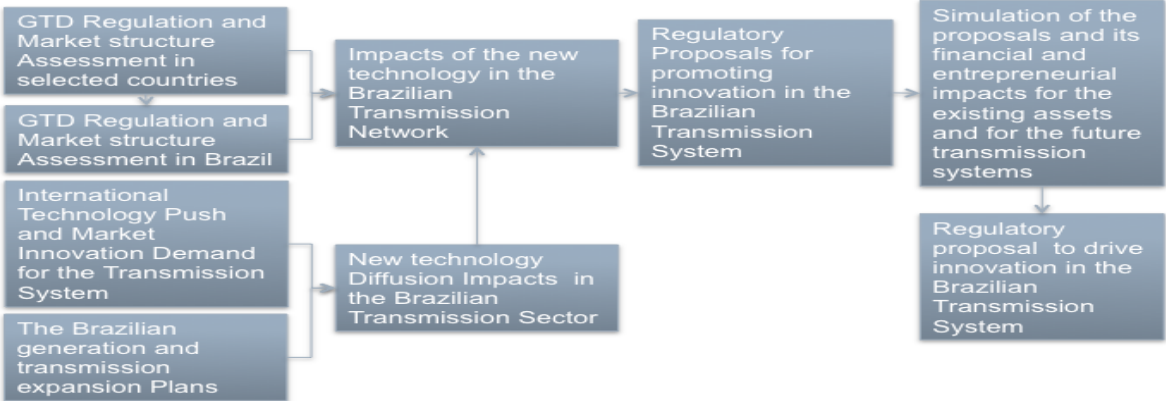 GTD Regulation and
Market structure
Assessment in
selected countries
GTD Regulation and
Market structure
Assessment in Brazil
International
Technology Push
and Market
Innovation Demand
for the Transmission
System
The Brazilian
generation and
transmission
expansion Plans
Impacts of the new
technology in the
Brazilian
Transmission
Network
New technology
Diffusion Impacts in
the Brazilian
Transmission Sector
Regulatory
Proposals for
promoting
innovation in the
Brazilian
Transmission
System
Simulation of the
proposals and its
financial and
entrepreneurial
impacts for the
existing assets
and for the future
transmission
systems
Regulatory
proposal to drive
innovation in the
Brazilian
Transmission
System